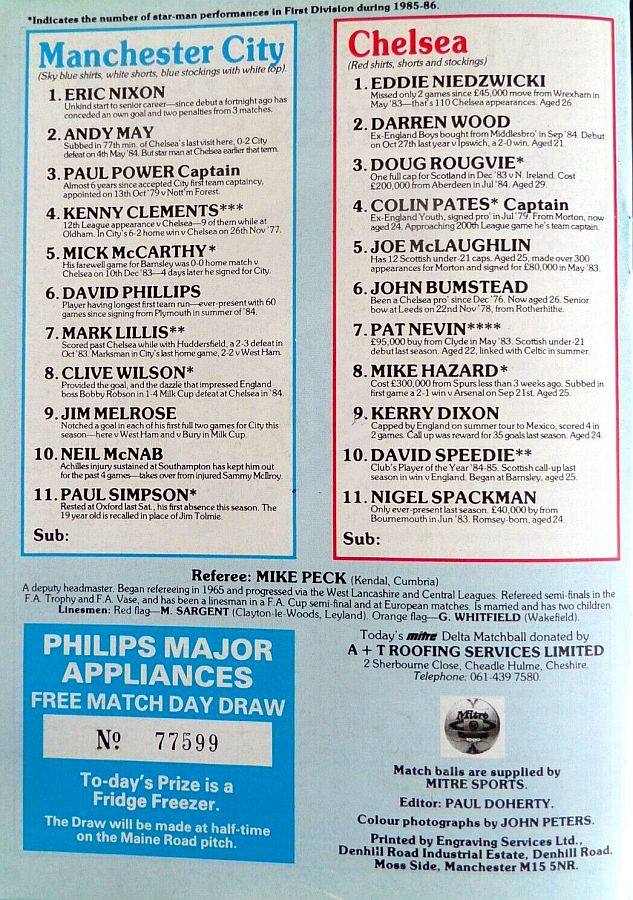 *Indicates the number of star-man performances in First Division during 1985-86.
Manchester City
(Sky blue shirts, white shorts, blue stockings with white top).
1. ERIC NIXON
Unkind start to senior career—since debut a fortnight ago has
conceded an own goal and two penalties from 3 matches.
2. ANDY MAY
Subbed in 77th min. of Chelsea's last visit here, 0-2 City
defeat on 4th May '84. But star man at Chelsea earlier that term.
3. PAUL POWER Captain
Almost 6 years since accepted City first team captaincy,
appointed on 13th Oct '79 v Nott'm Forest.
4. KENNY CLEMENTS***
12th League appearance v Chelsea—9 of them while at
Oldham. In City's 6-2 home win v Chelsea on 26th Nov '77.
5. MICK McCARTHY*
His farewell game for Barnsley was 0-0 home match v
Chelsea on 10th Dec '83—4 days later he signed for City.
6. DAVID PHILLIPS
Player having longest first team run—ever-present with 60
games since signing from Plymouth in summer of '84.
7. MARK LILLIS**
Scored past Chelsea while with Huddersfield, a 2-3 defeat in
Oct '83. Marksman in City's last home game, 2-2 v West Ham.
8. CLIVE WILSON*
Provided the goal, and the dazzle that impressed England
boss Bobby Robson in 1-4 Milk Cup defeat at Chelsea in '84.
9. JIM MELROSE
Notched a goal in each of his first two full games for City this
season—here v West Ham and v Bury in Milk Cup.
10. NEIL McNAB
Achilles injury sustained at Southampton has kept him out
for the past 4 games—takes over from injured Sammy McIlroy.
11. PAUL SIMPSON*
Rested at Oxford last Sat., his first absence this season. The
19 year old is recalled in place of Jim Tolmie.
Sub:
Chelsea
(Red shirts, shorts and stockings)
1. EDDIE NIEDZWICKI
Missed only 2 games since £45,000 move from Wrexham in
May '83—that's 110 Chelsea appearances. Aged 26.
2. DARREN WOOD
Ex-England Boys bought from Middlesbro' in Sep '84. Debut
on Oct 27th last year v Ipswich, a 2-0 win. Aged 21.
3. DOUG ROUGVIE*
One full cap for Scotland in Dec '83 v N. Ireland. Cost
£200,000 from Aberdeen in Jul '84. Aged 29.
4. COLIN PATES* Captain
Ex-England Youth, signed pro' in Jul '79. From Morton, now
aged 24. Approaching 200th League game he's team captain.
5. JOE McLAUGHLIN
Has 12 Scottish under-21 caps. Aged 25, made over 300
appearances for Morton and signed for £80,000 in May '83.
6. JOHN BUMSTEAD
Been a Chelsea pro' since Dec '76. Now aged 26. Senior
bow at Leeds on 22nd Nov '78, from Rotherhithe.
7. PAT NEVIN****
£95,000 buy from Clyde in May '83. Scottish under-21
debut last season. Aged 22, linked with Celtic in summer.
8. MIKE HAZARD*
Cost £300,000 from Spurs less than 3 weeks ago. Subbed in
first game a 2-1 win v Arsenal on Sep 21st. Aged 25.
9. KERRY DIXON
Capped by England on summer tour to Mexico, scored 4 in
2 games. Call up was reward for 35 goals last season. Aged 24.
10. DAVID SPEEDIE**
Club's Player of the Year '84-85. Scottish call-up last
season in win v England. Began at Barnsley, aged 25.
11. NIGEL SPACKMAN
Only ever-present last season. £40,000 by from
Bournemouth in Jun '83. Romsey-born, aged 24.
Sub:
Referee: MIKE PECK (Kendal, Cumbria)
A deputy headmaster. Began refereeing in 1965 and progressed via the West Lancashire and Central Leagues. Refereed semi-finals in the
F.A. Trophy and F.A. Vase, and has been a linesman in a F.A. Cup semi-final and at European matches. Is married and has two children.
Linesmen: Red flag—M. SARGENT (Clayton-le-Woods, Leyland). Orange flag—G. WHITFIELD (Wakefield).
PHILIPS MAJOR
APPLIANCES
FREE MATCH DAY DRAW
Nº 77599
To-day's Prize is a
Fridge Freezer.
The Draw will be made at half-time
on the Maine Road pitch.
Today's mitre Delta Matchball donated by
A + T ROOFING SERVICES LIMITED
2 Sherbourne Close, Cheadle Hulme, Cheshire.
Telephone: 061-439 7580.
Mitre
Match balls are supplied by
MITRE SPORTS.
Editor: PAUL DOHERTY.
Colour photographs by JOHN PETERS.
Printed by Engraving Services Ltd.,
Denhill Road Industrial Estate, Denhill Road,
Moss Side, Manchester M15 5NR.